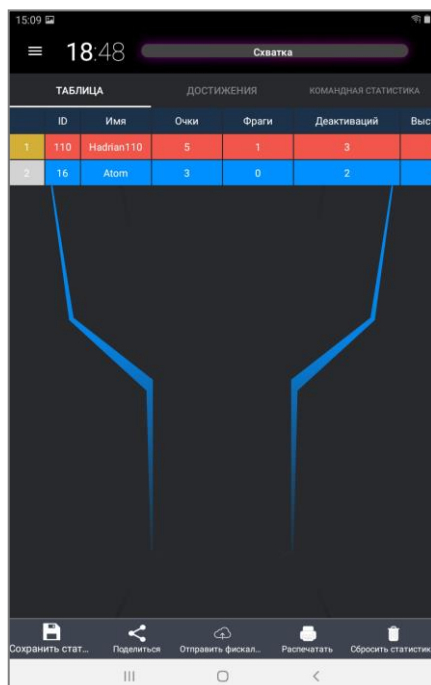 15:09
18:48 Схватка
ТАБЛИЦА ДОСТИЖЕНИЯ КОМАНДНАЯ СТАТИСТИКА
ID Имя Очки Фраги Деактиваций Выс
1 110 Hadrian110 5 1 3
2 16 Atom 3 0 2
Сохранить стат... Поделиться Отправить фискал... Распечатать Сбросить статистик